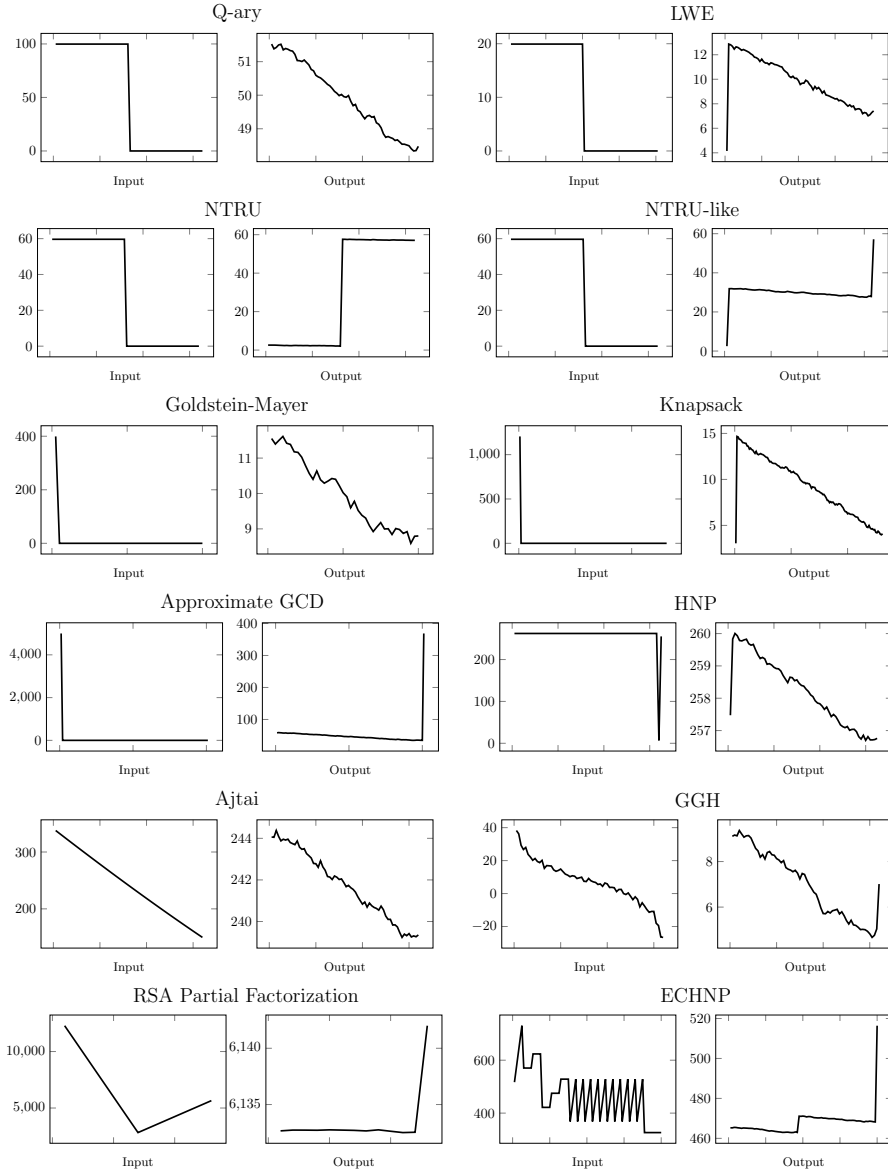 Q-ary
LWE
100
50
0
51
50
48
20
10
0
12
10
8
6
4
Input
Output
Input
Output
NTRU
NTRU-like
60
40
20
0
60
40
20
0
60
40
20
0
60
40
20
0
Input
Output
Input
Output
Goldstein-Mayer
Knapsack
400
200
0
11
10
9
1,000
500
0
15
10
5
Input
Output
Input
Output
Approximate GCD
HNP
4,000
2,000
0
400
300
200
100
200
100
0
260
259
258
257
Input
Output
Input
Output
Ajtai
GGH
300
200
244
242
240
40
20
0
−20
8
6
Input
Output
Input
Output
RSA Partial Factorization
ECHNP
10,000
5,000
6,140
6,135
600
400
520
500
480
460
Input
Output
Input
Output